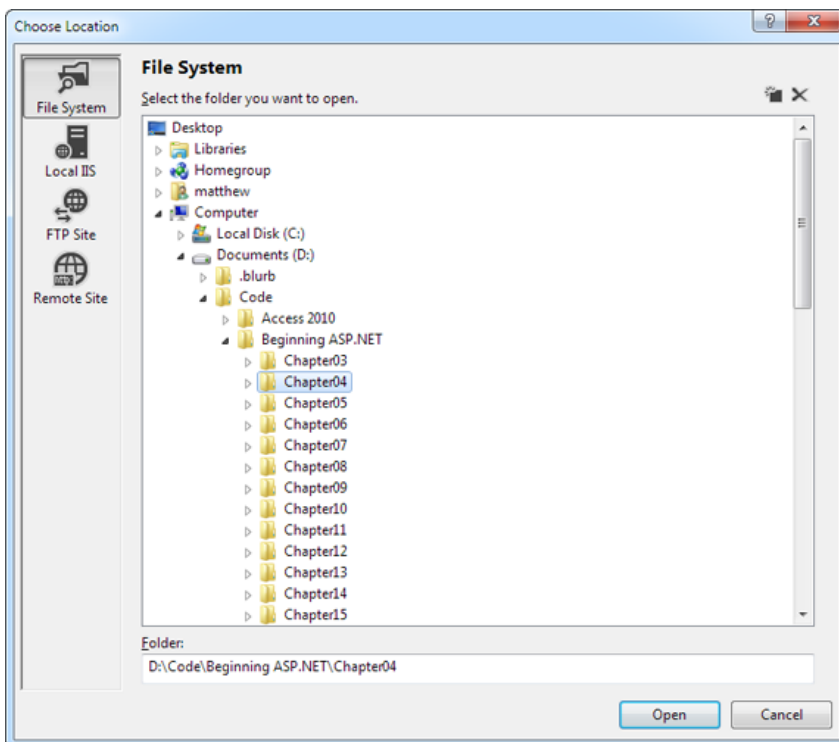 Choose Location
File System
Local IIS
FTP Site
Remote Site
File System
Select the folder you want to open.
Desktop
Libraries
Homegroup
matthew
Computer
Local Disk (C:)
Documents (D:)
.blurb
Code
Access 2010
Beginning ASP.NET
Chapter03
Chapter04
Chapter05
Chapter06
Chapter07
Chapter08
Chapter09
Chapter10
Chapter11
Chapter12
Chapter13
Chapter14
Chapter15
Folder:
D:\Code\Beginning ASP.NET\Chapter04
Open
Cancel